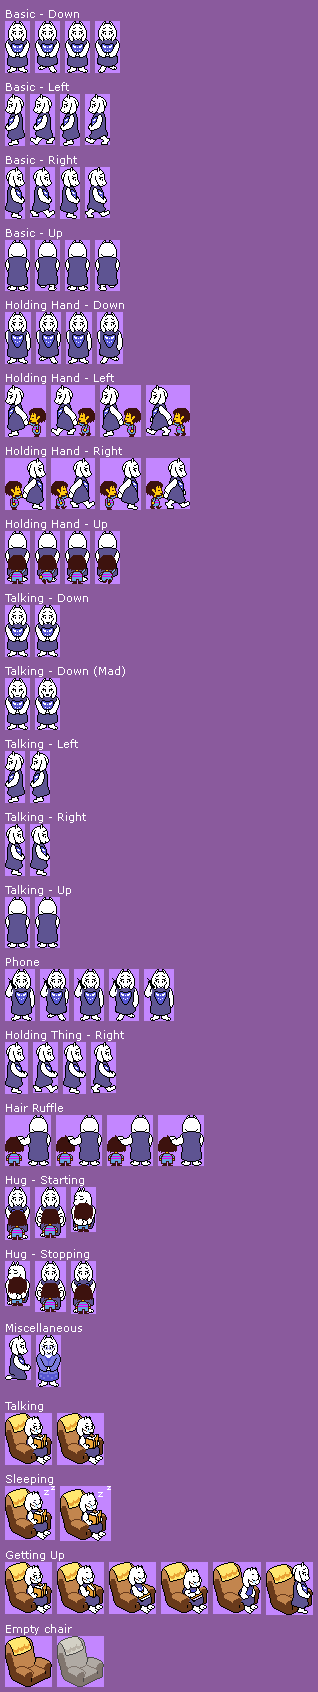 Basic - Down
Basic - Left
Basic - Right
Basic - Up
Holding Hand - Down
Holding Hand - Left
Holding Hand - Right
Holding Hand - Up
Talking - Down
Talking - Down (Mad)
Talking - Left
Talking - Right
Talking - Up
Phone
Holding Thing - Right
Hair Ruffle
Hug - Starting
Hug - Stopping
Miscellaneous
Talking
Sleeping
z z z z
Getting Up
Empty chair